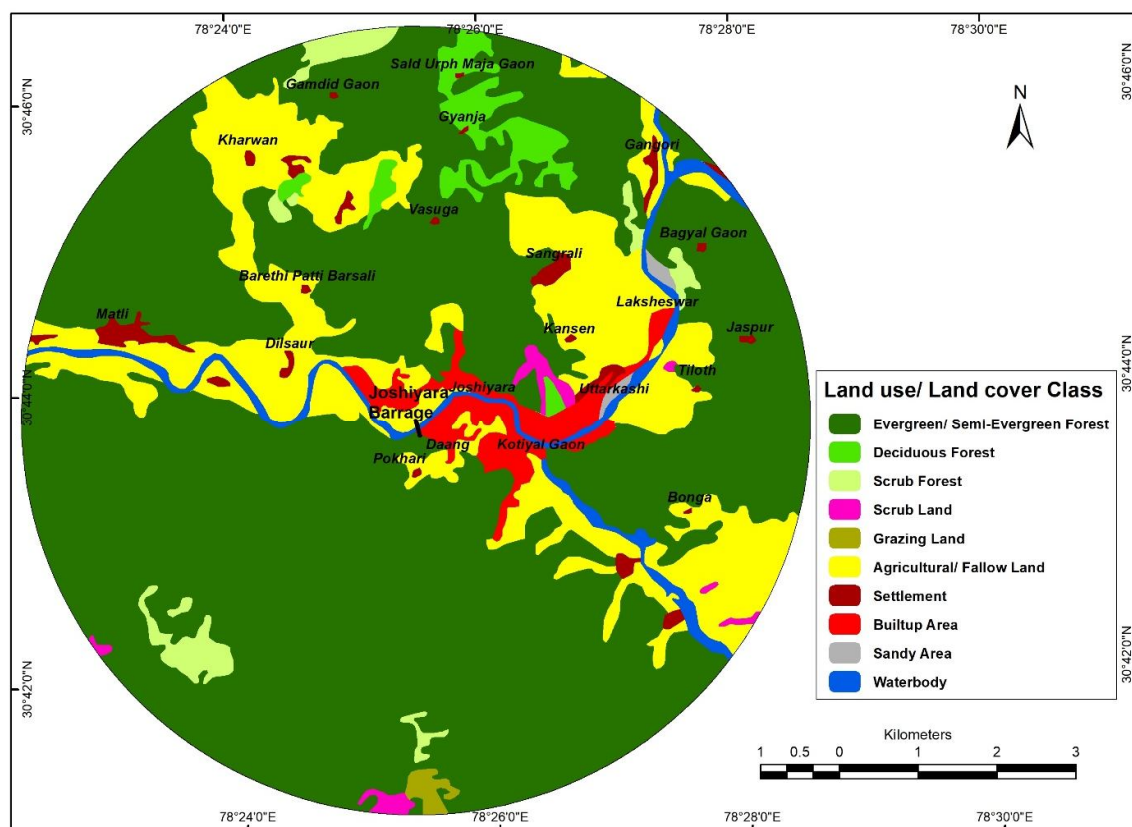 78°24'0"E
78°26'0"E
78°28'0"E
78°30'0"E
30°46'0"N
30°46'0"N
N
Sald Urph Maja Gaon
Gamdid Gaon
Gyanja
Kharwan
Gangori
Vasuga
Bagyal Gaon
Sangrali
Barethi Patti Barsali
Laksheswar
Matli
Kansen
Jaspur
Dilsaur
Tiloth
30°44'0"N
30°44'0"N
Joshiyara
Barrage
Joshiyara
Uttarkashi
Daang
Kotiyal Gaon
Pokhari
Bonga
Land use/ Land cover Class
Evergreen/ Semi-Evergreen Forest
Deciduous Forest
Scrub Forest
Scrub Land
Grazing Land
Agricultural/ Fallow Land
Settlement
Builtup Area
Sandy Area
Waterbody
30°42'0"N
30°42'0"N
Kilometers
1 0.5 0 1 2 3
78°24'0"E
78°26'0"E
78°28'0"E
78°30'0"E